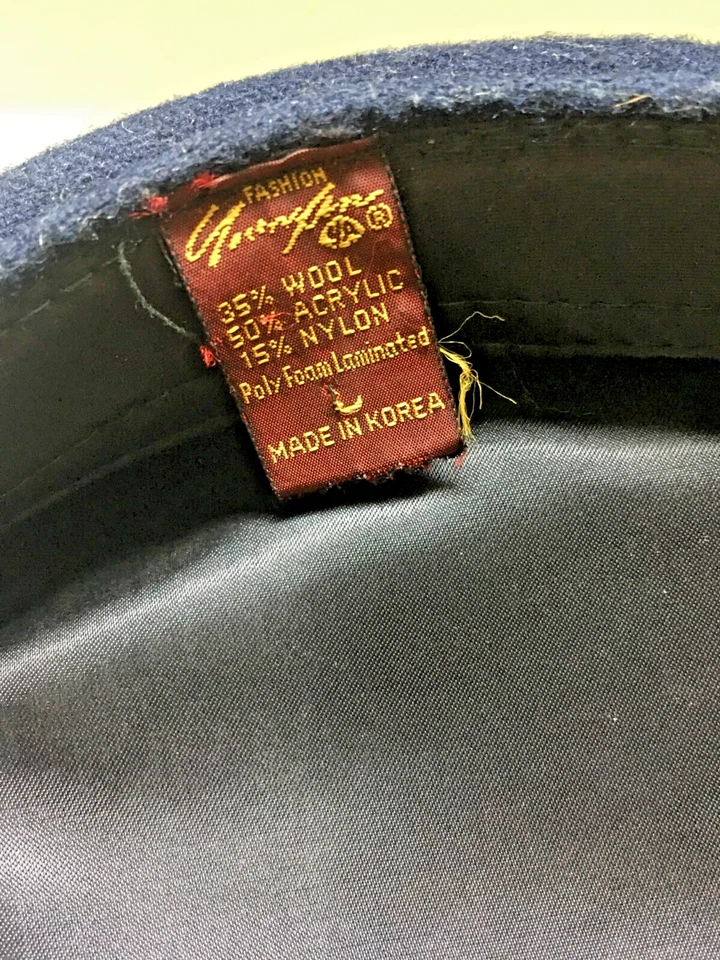 FASHION
®
35% WOOL
50% ACRYLIC
15% NYLON
Poly Foam Laminated
L
MADE IN KOREA